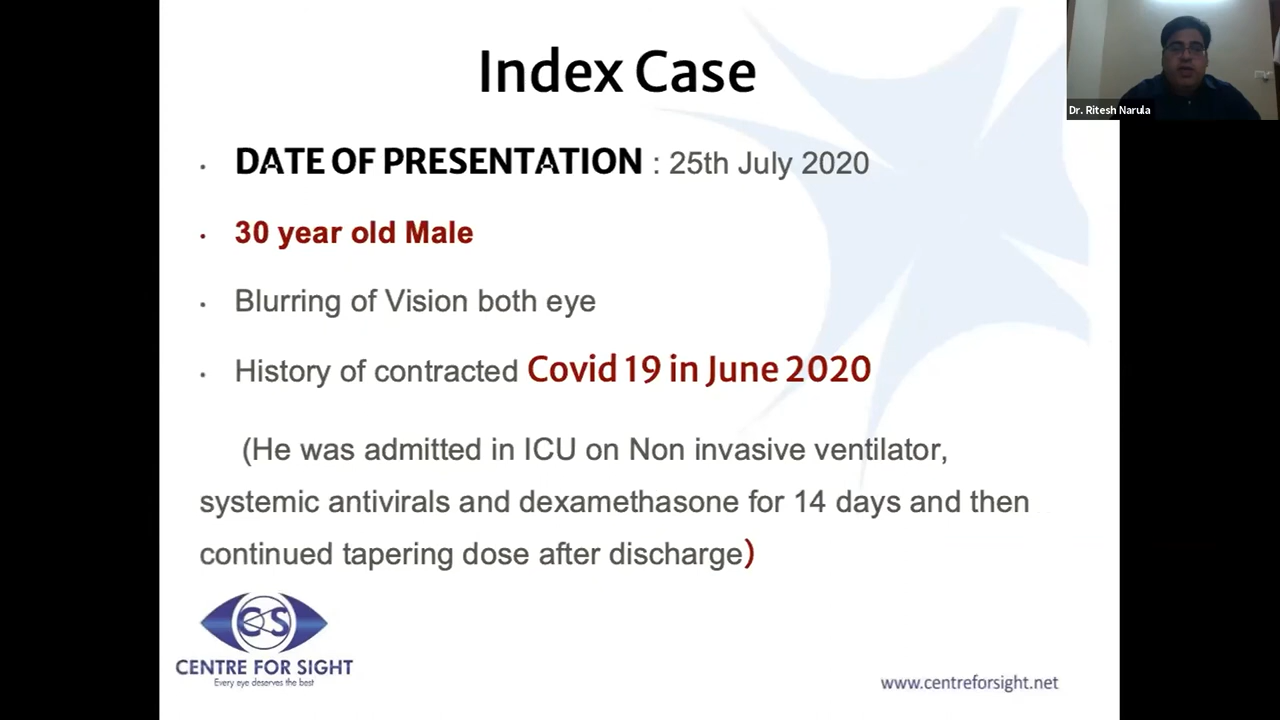 Index Case
Dr. Ritesh Narula
· DATE OF PRESENTATION : 25th July 2020
· 30 year old Male
· Blurring of Vision both eye
· History of contracted Covid 19 in June 2020
(He was admitted in ICU on Non invasive ventilator,
systemic antivirals and dexamethasone for 14 days and then
continued tapering dose after discharge)
CS
CENTRE FOR SIGHT
Every eye deserves the best
www.centreforsight.net